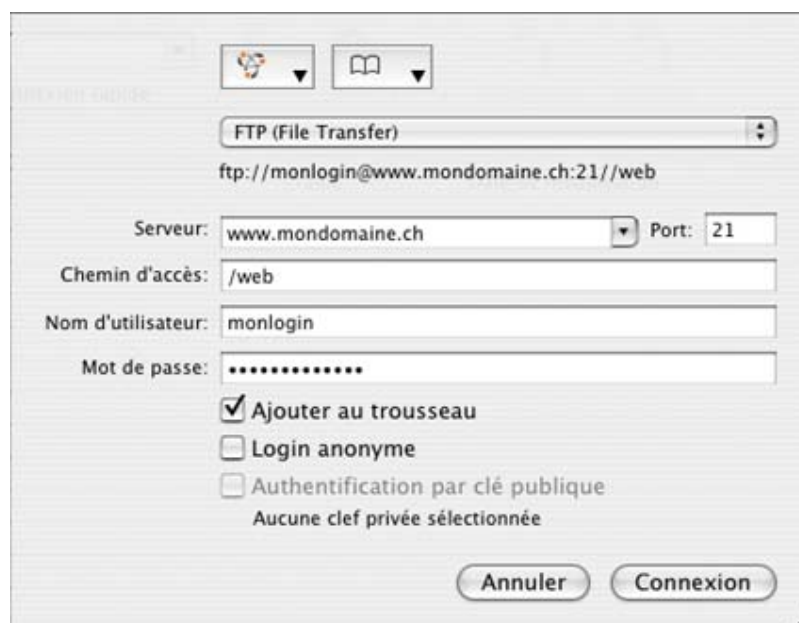 FTP (File Transfer)
ftp://monlogin@www.mondomaine.ch:21//web
Serveur: www.mondomaine.ch Port: 21
Chemin d'accès: /web
Nom d'utilisateur: monlogin
Mot de passe: •••••••••••••
Ajouter au trousseau
Login anonyme
Authentification par clé publique
Aucune clef privée sélectionnée
Annuler Connexion